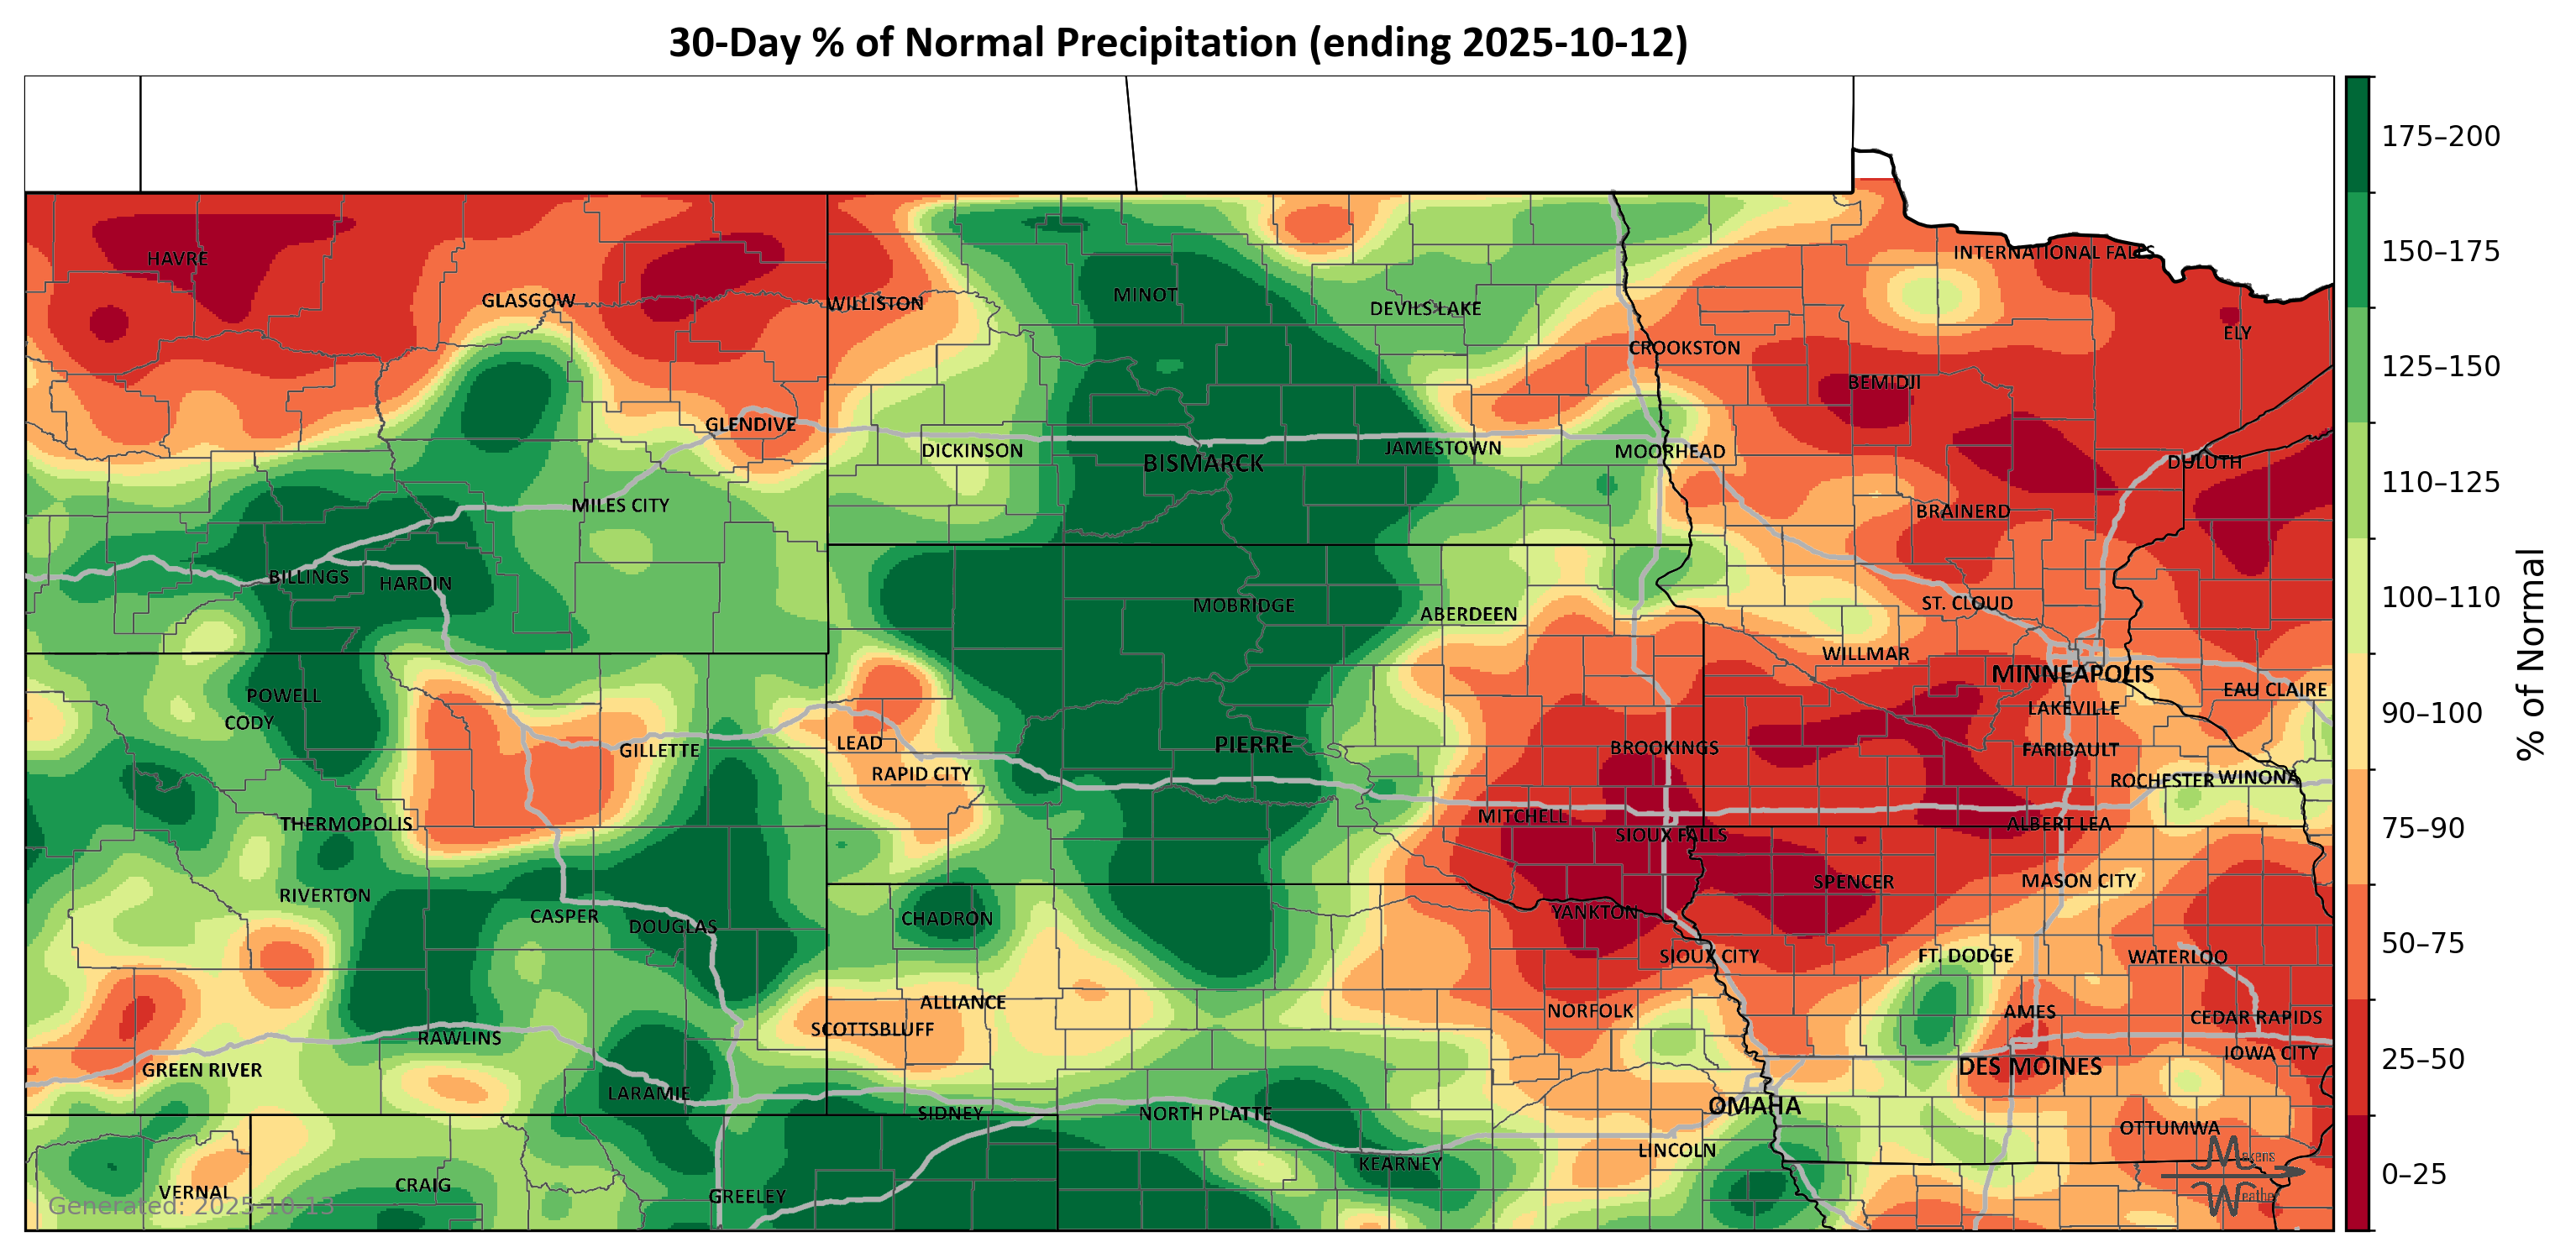 30-Day % of Normal Precipitation (ending 2025-10-12)
175–200
150–175
125–150
110–125
100–110
90–100
75–90
50–75
25–50
0–25
% of Normal
HAVRE
INTERNATIONAL FALLS
GLASGOW
WILLISTON
MINOT
DEVILS LAKE
ELY
CROOKSTON
BEMIDJI
GLENDIVE
DICKINSON
BISMARCK
JAMESTOWN
MOORHEAD
DULUTH
MILES CITY
BRAINERD
BILLINGS
HARDIN
MOBRIDGE
ABERDEEN
ST. CLOUD
WILLMAR
MINNEAPOLIS
POWELL
EAU CLAIRE
CODY
LAKEVILLE
GILLETTE
LEAD
PIERRE
BROOKINGS
FARIBAULT
RAPID CITY
ROCHESTER
WINONA
THERMOPOLIS
MITCHELL
SIOUX FALLS
ALBERT LEA
RIVERTON
SPENCER
MASON CITY
CASPER
DOUGLAS
CHADRON
YANKTON
SIOUX CITY
FT. DODGE
WATERLOO
ALLIANCE
NORFOLK
AMES
SCOTTSBLUFF
CEDAR RAPIDS
RAWLINS
IOWA CITY
GREEN RIVER
DES MOINES
LARAMIE
SIDNEY
NORTH PLATTE
OMAHA
OTTUMWA
LINCOLN
KEARNEY
VERNAL
CRAIG
GREELEY
Generated: 2025-10-13
Makens
Weather